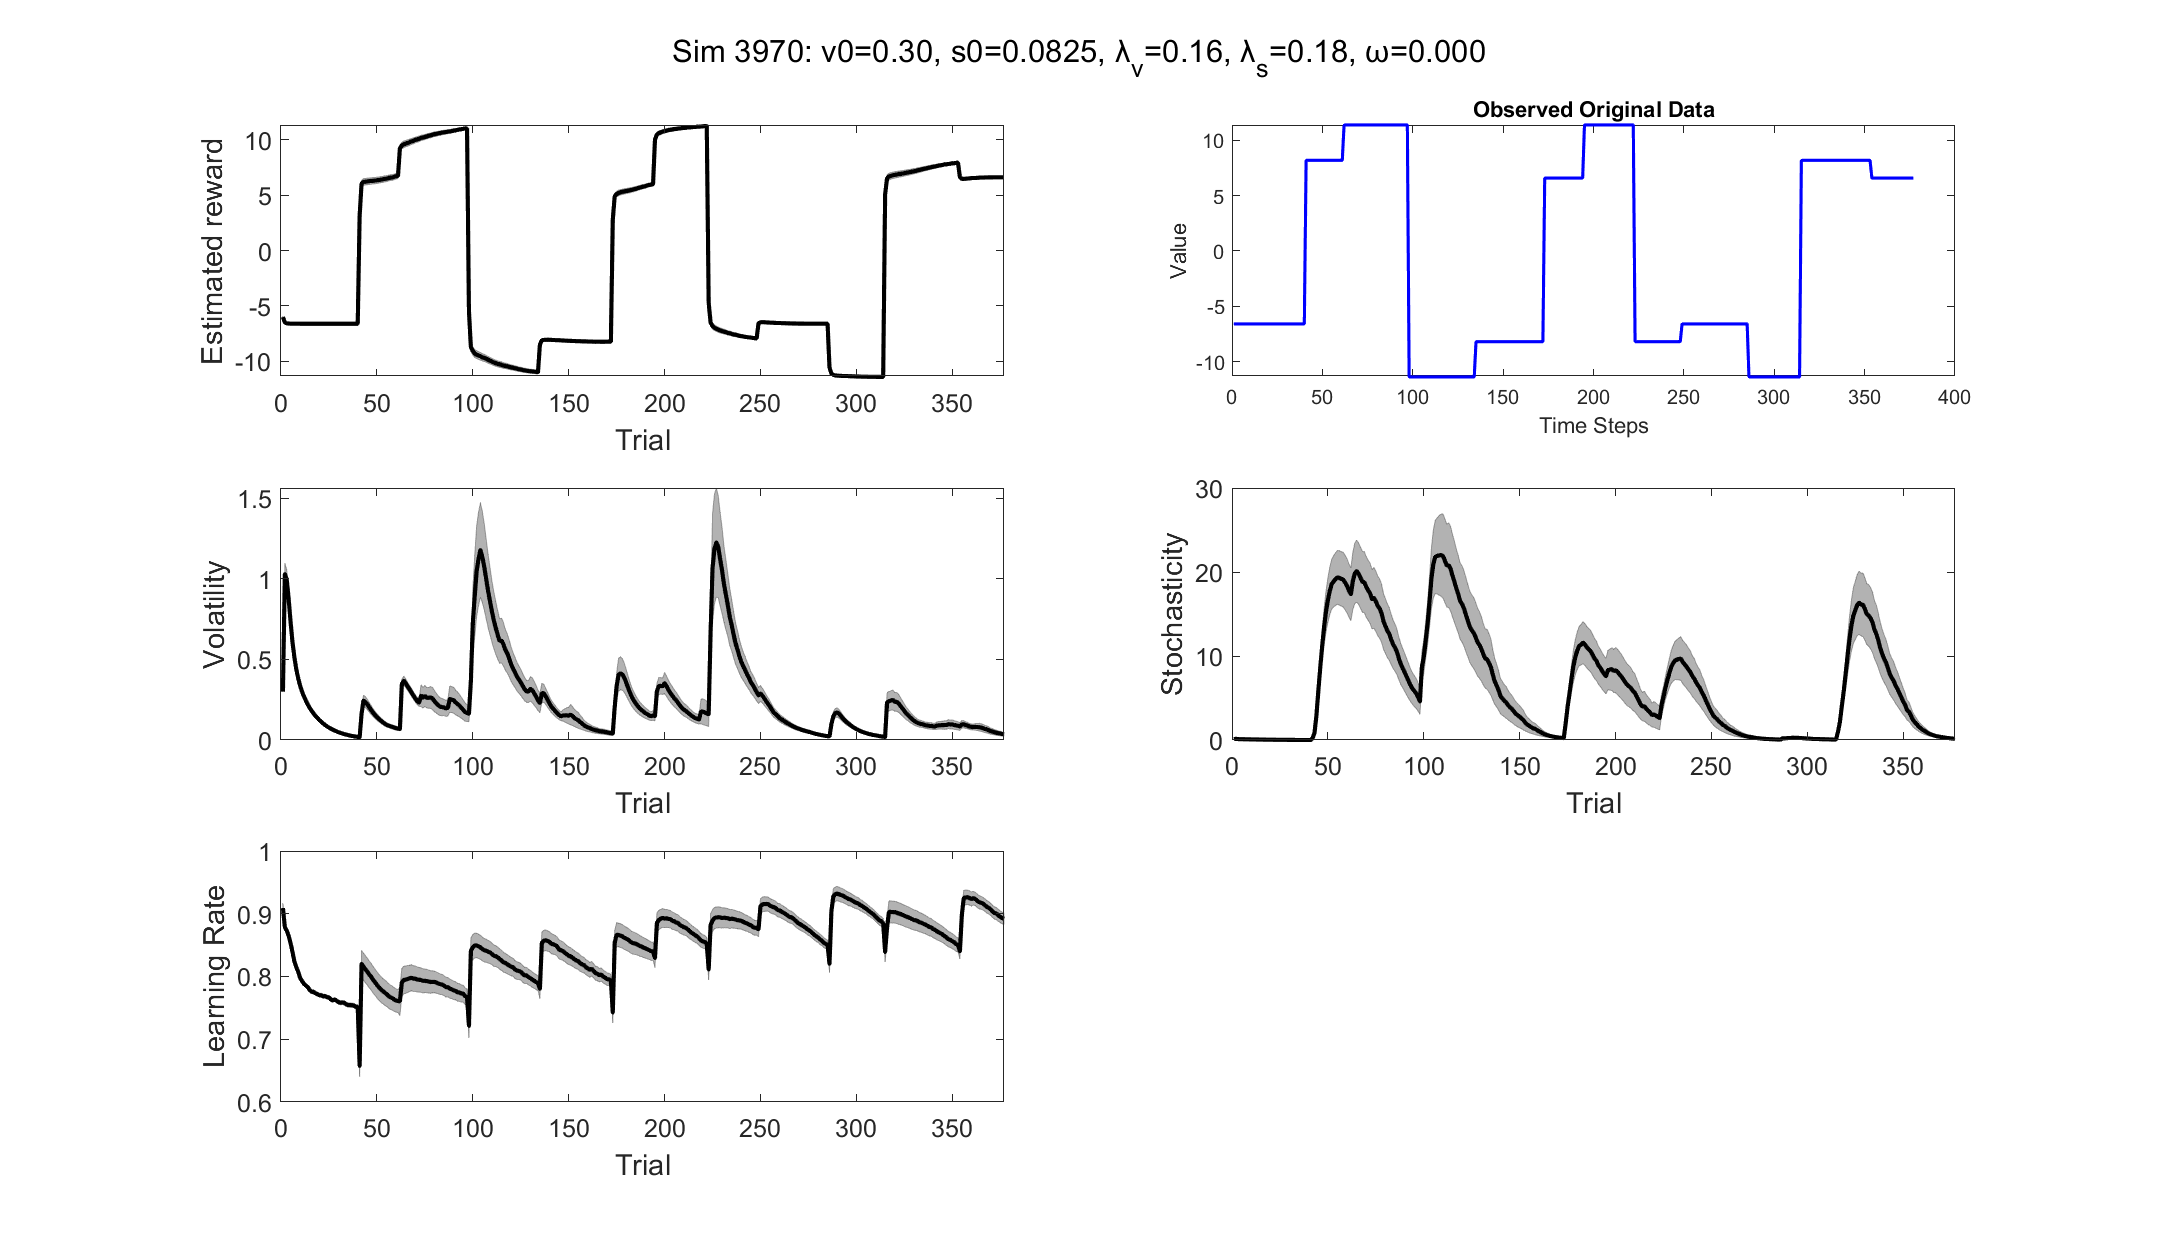 Sim 3970: v0=0.30, s0=0.0825, λ_v=0.16, λ_s=0.18, ω=0.000
Estimated reward
10
5
0
-5
-10
0 50 100 150 200 250 300 350
Trial
Observed Original Data
Value
10
5
0
-5
-10
0 50 100 150 200 250 300 350 400
Time Steps
Volatility
1.5
1
0.5
0
0 50 100 150 200 250 300 350
Trial
Stochasticity
30
20
10
0
0 50 100 150 200 250 300 350
Trial
Learning Rate
1
0.9
0.8
0.7
0.6
0 50 100 150 200 250 300 350
Trial